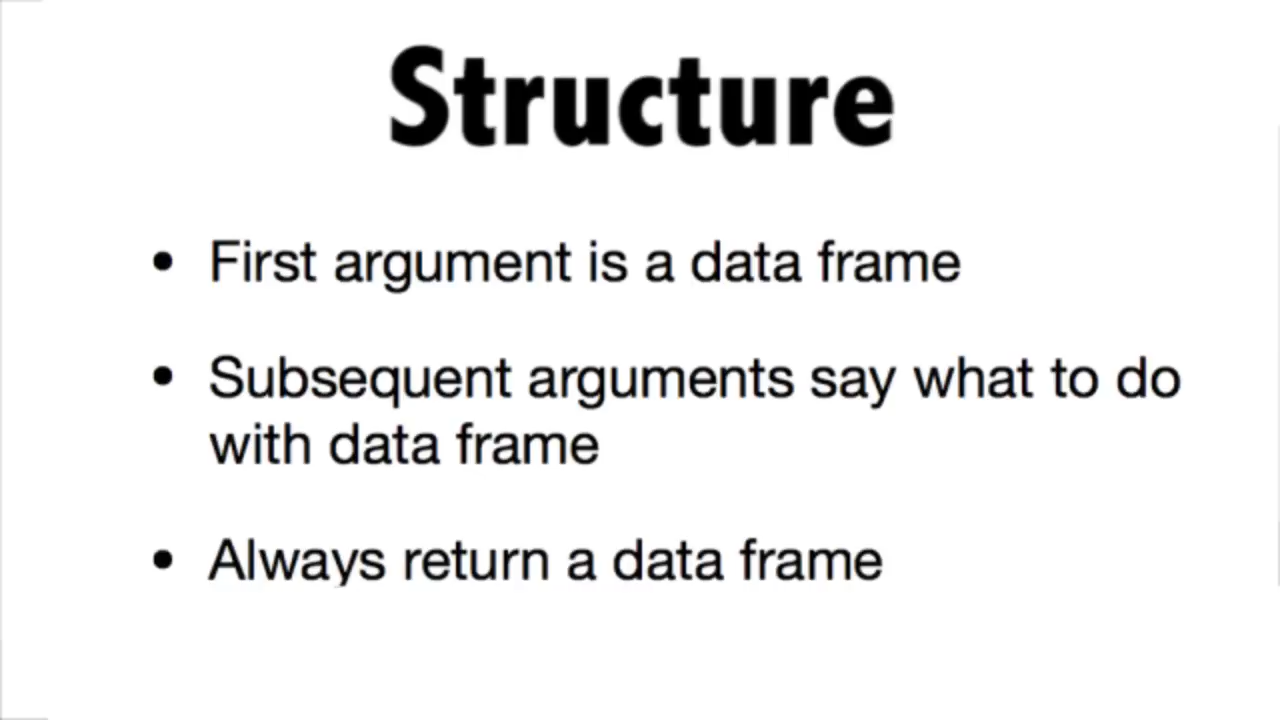 Structure
• First argument is a data frame
• Subsequent arguments say what to do
with data frame
• Always return a data frame